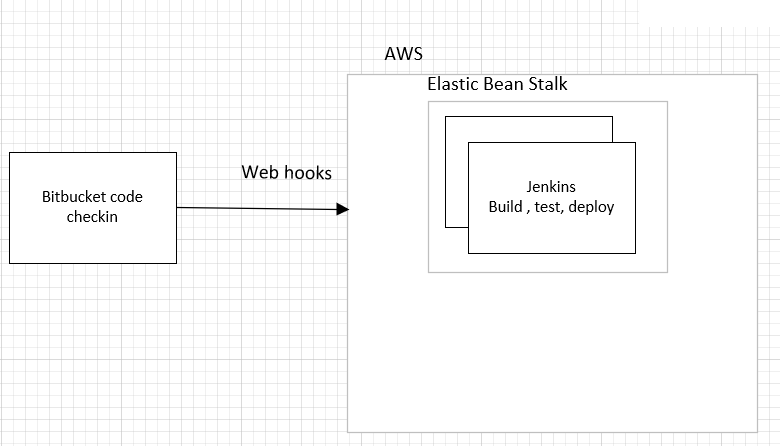 AWS
Elastic Bean Stalk
Web hooks
Bitbucket code
checkin
Jenkins
Build , test, deploy